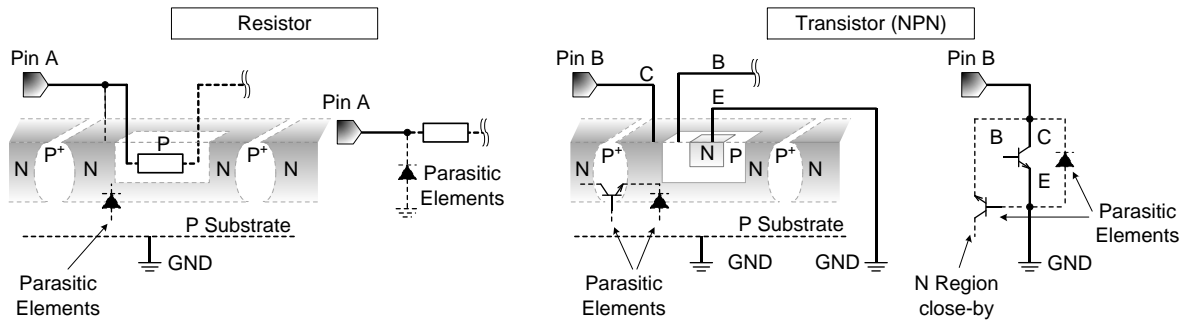 Resistor
Pin A
P
N
P+
N
N
P+
N
Parasitic
Elements
P Substrate
GND
Pin A
Parasitic
Elements
Transistor (NPN)
Pin B
C
B
E
N
P+
N
N
P
N
P+
N
P Substrate
Parasitic
Elements
GND
GND
Pin B
B
C
E
Parasitic
Elements
N Region
close-by
GND